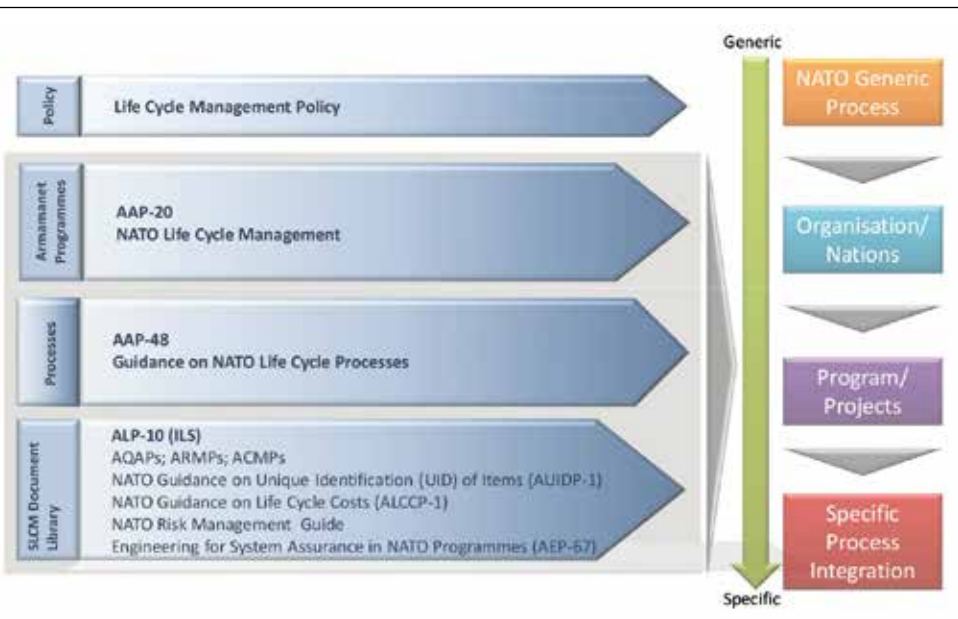 Generic
Policy
Life Cycle Management Policy
Armamanet
Programmes
AAP-20
NATO Life Cycle Management
Processes
AAP-48
Guidance on NATO Life Cycle Processes
SLCM Document
Library
ALP-10 (ILS)
AQAPs; ARMPs; ACMPs
NATO Guidance on Unique Identification (UID) of Items (AUIDP-1)
NATO Guidance on Life Cycle Costs (ALCCP-1)
NATO Risk Management Guide
Engineering for System Assurance in NATO Programmes (AEP-67)
NATO Generic
Process
Organisation/
Nations
Program/
Projects
Specific
Process
Integration
Specific